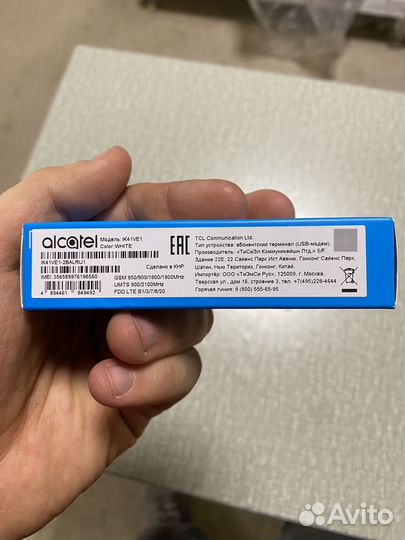 alcatel
Модель: IK41VE1
Color: WHITE
IK41VE1-2BALRU1
Сделано в КНР
IMEI: 356589976196560
GSM 850/900/1800/1900MHz
UMTS 900/2100MHz
FDD LTE B1/3/7/8/20
4 894461 849492
EAC
TCL Communication Ltd.
Тип устройства: абонентский терминал (USB-модем).
Производитель: «ТиСиЭл Коммуникейшн Лтд.» 5/F,
Здание 22E, 22 Сайенс Парк Ист Авеню, Гонконг Сайенс Парк,
Шатин, Нью Териториз, Гонконг, Китай.
Импортер: ООО «ТиЭмСи Рус», 125009, г. Москва,
Тверская ул., дом 16, строение 3, тел. +7(495)228-4644
Горячая линия: 8 (800) 555-65-95
Avito